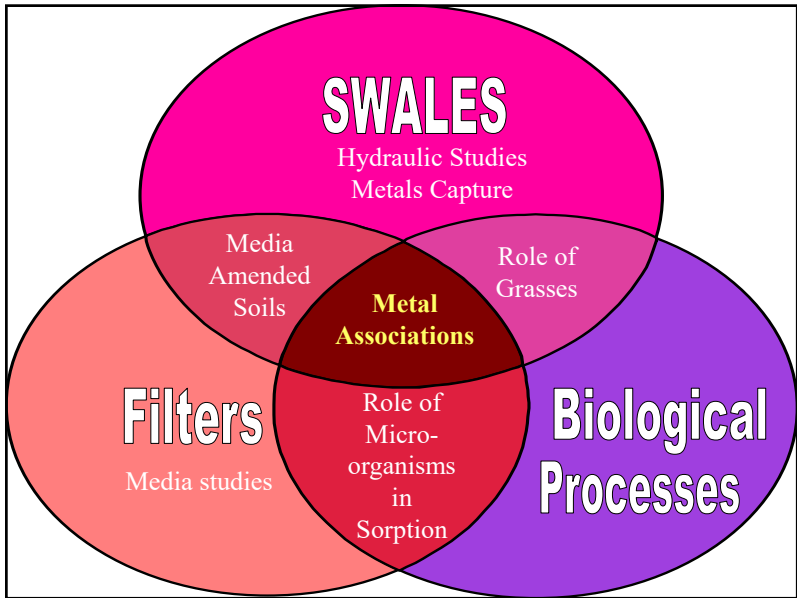 SWALES
Hydraulic Studies
Metals Capture
Media
Amended
Soils
Role of
Grasses
Metal
Associations
Filters
Media studies
Role of
Micro-
organisms
in
Sorption
Biological
Processes